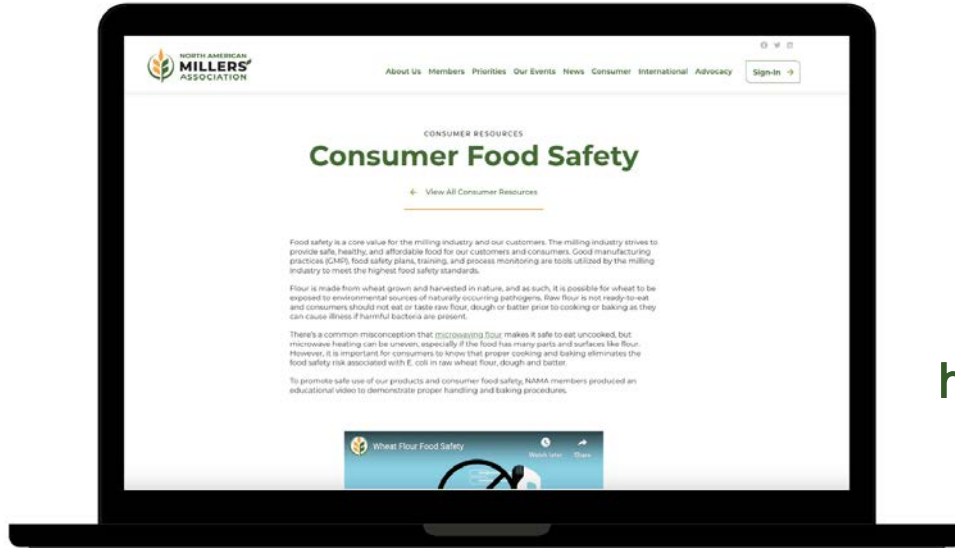 NORTH AMERICAN
MILLERS'
ASSOCIATION
About Us Members Priorities Our Events News Consumer International Advocacy Sign-In →
CONSUMER RESOURCES
Consumer Food Safety
← View All Consumer Resources
Food safety is a core value for the milling industry and our customers. The milling industry strives to
provide safe, healthy, and affordable food for our customers and consumers. Good manufacturing
practices (GMP), food safety plans, training, and process monitoring are tools utilized by the milling
industry to meet the highest food safety standards.
Flour is made from wheat grown and harvested in nature, and as such, it is possible for wheat to be
exposed to environmental sources of naturally occurring pathogens. Raw flour is not ready-to-eat
and consumers should not eat or taste raw flour, dough or batter prior to cooking or baking as they
can cause illness if harmful bacteria are present.
There's a common misconception that microwaving flour makes it safe to eat uncooked, but
microwave heating can be uneven, especially if the food has many parts and surfaces like flour.
However, it is important for consumers to know that proper cooking and baking eliminates the
food safety risk associated with E. coli in raw wheat flour, dough and batter.
To promote safe use of our products and consumer food safety, NAMA members produced an
educational video to demonstrate proper handling and baking procedures.
Wheat Flour Food Safety
Watch later Share
h